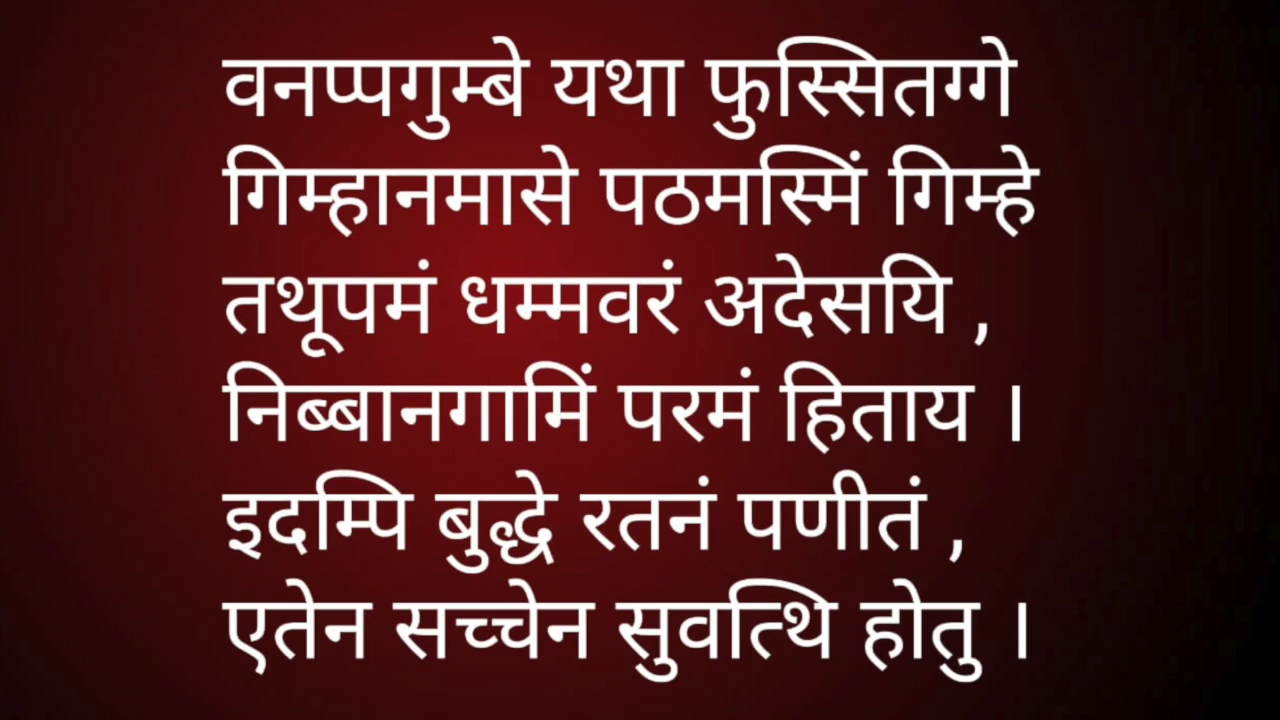 वनप्पगुम्बे यथा फुस्सितग्गे
गिम्हानमासे पठमस्मिं गिम्हे
तथूपमं धम्मवरं अदेसयि ,
निब्बानगामिं परमं हिताय ।
इदम्पि बुद्धे रतनं पणीतं ,
एतेन सच्चेन सुवत्थि होतु ।